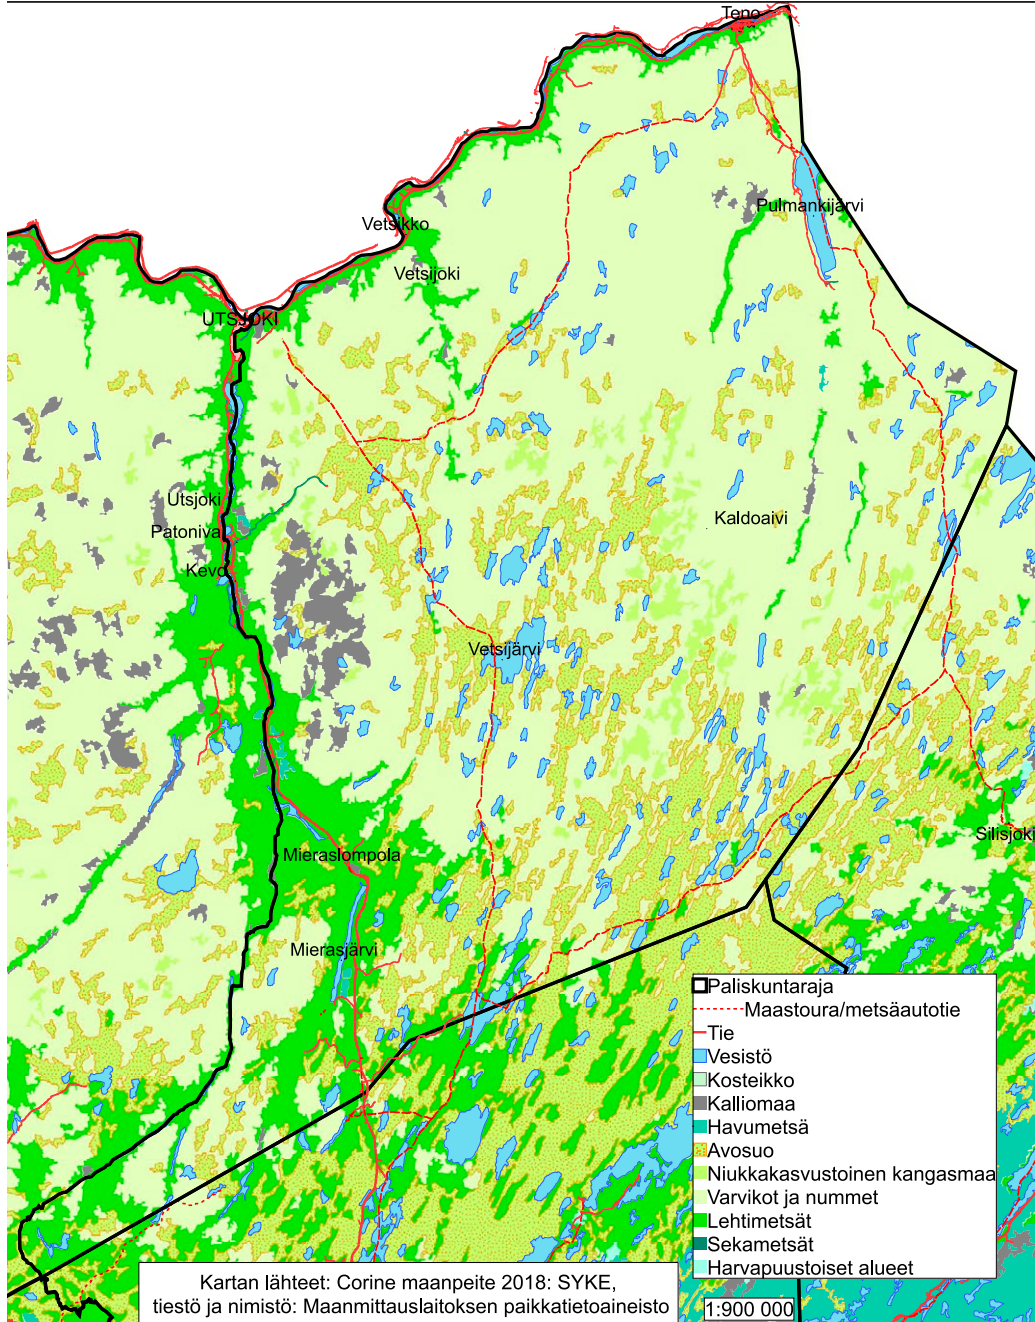 Teno
Pulmankijärvi
Vetsikko
Vetsijoki
UTSJOKI
Utsjoki
Patoniva
Kevo
Kaldoaivi
Vetsijärvi
Silisjoki
Mieraslompola
Mierasjärvi
Paliskuntaraja
Maastoura/metsäautotie
Tie
Vesistö
Kosteikko
Kalliomaa
Havumetsä
Avosuo
Niukkakasvustoinen kangasmaa
Varvikot ja nummet
Lehtimetsät
Sekametsät
Harvapuustoiset alueet
Kartan lähteet: Corine maanpeite 2018: SYKE,
tiestö ja nimistö: Maanmittauslaitoksen paikkatietoaineisto
1:900 000